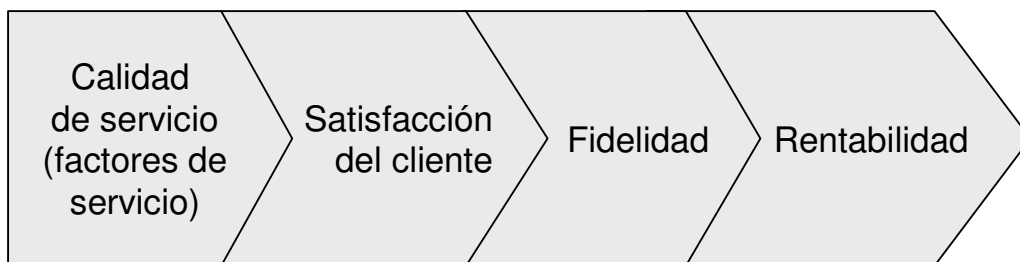 Calidad
de servicio
(factores de
servicio)
Satisfacción
del cliente
Fidelidad
Rentabilidad